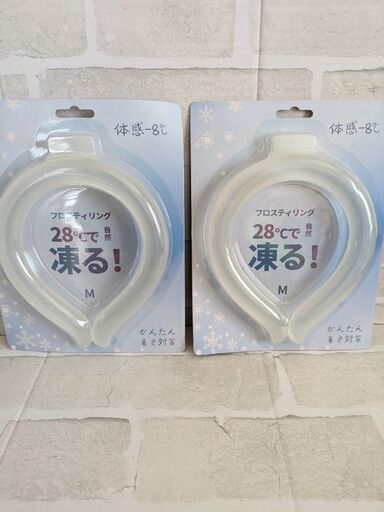 体感-8℃
フロスティリング
28℃で自然
凍る!
M
かんたん
暑さ対策
体感-8℃
フロスティリング
28℃で自然
凍る!
M
かんたん
暑さ対策